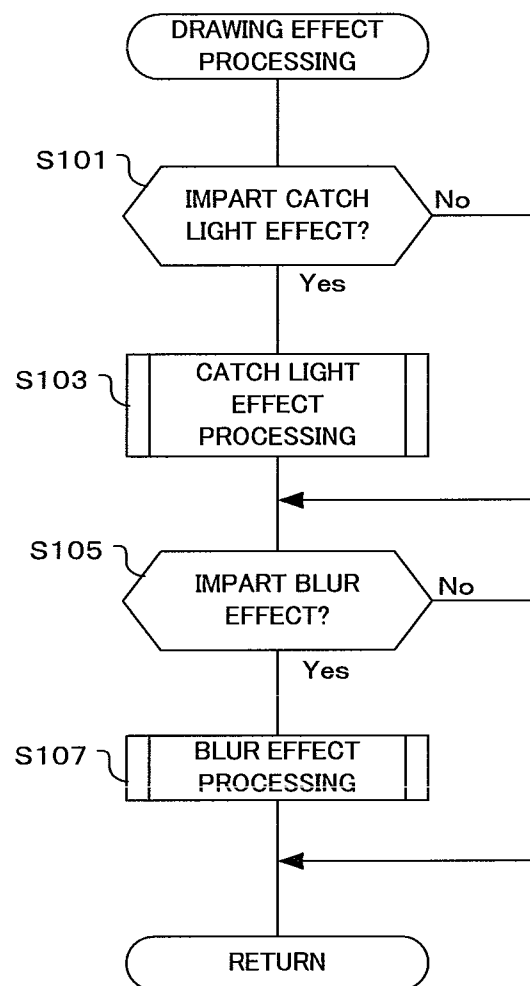 DRAWING EFFECT
PROCESSING
S101
IMPART CATCH
LIGHT EFFECT?
No
Yes
S103
CATCH LIGHT
EFFECT
PROCESSING
S105
IMPART BLUR
EFFECT?
No
Yes
S107
BLUR EFFECT
PROCESSING
RETURN